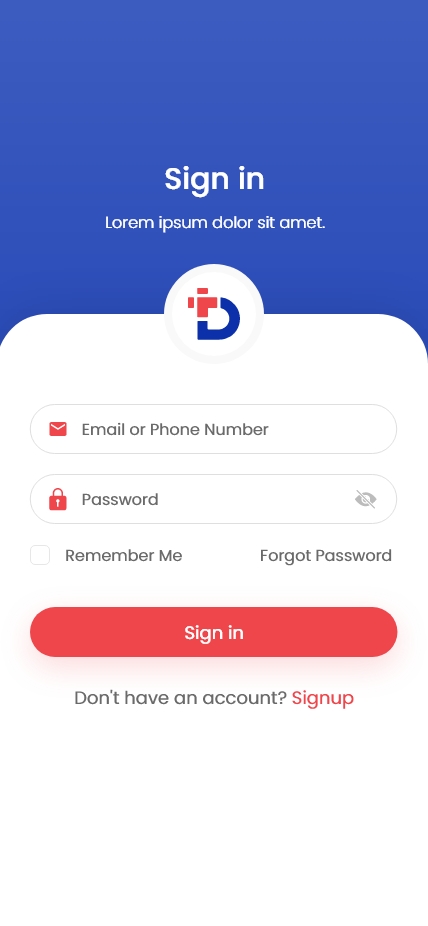 Sign in
Lorem ipsum dolor sit amet.
Email or Phone Number
Password
Remember Me Forgot Password
Sign in
Don't have an account? Signup